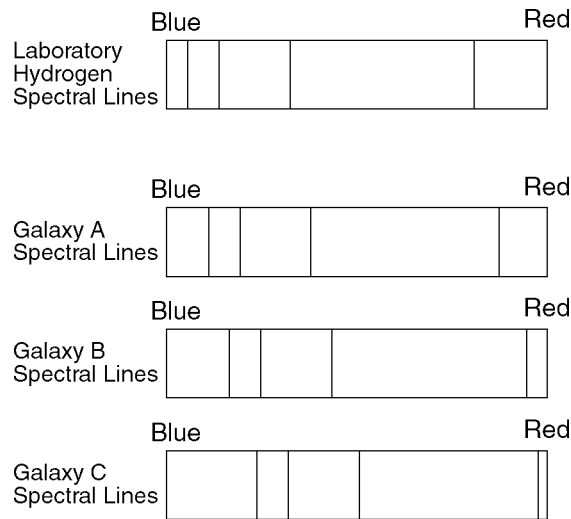 Blue Red
Laboratory
Hydrogen
Spectral Lines
Blue Red
Galaxy A
Spectral Lines
Blue Red
Galaxy B
Spectral Lines
Blue Red
Galaxy C
Spectral Lines